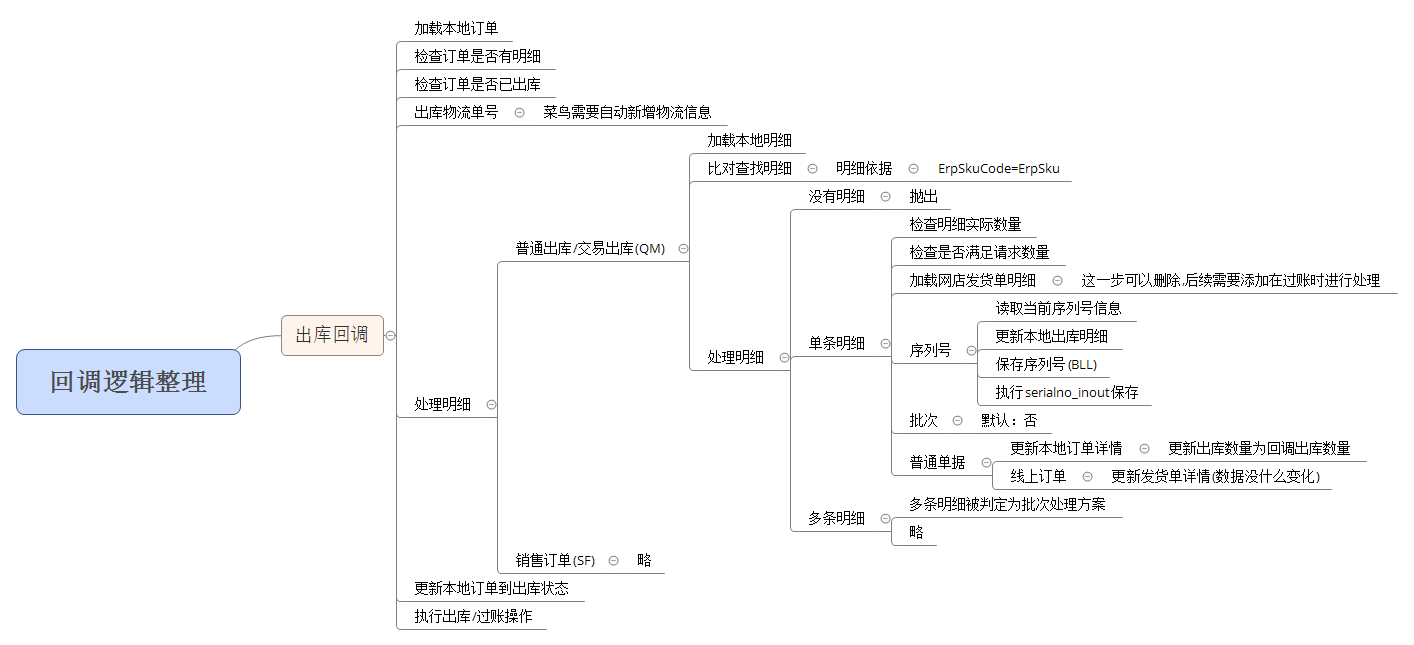 加载本地订单
检查订单是否有明细
检查订单是否已出库
出库物流单号 菜鸟需要自动新增物流信息
加载本地明细
比对查找明细 明细依据 ErpSkuCode=ErpSku
没有明细 抛出
检查明细实际数量
普通出库/交易出库(QM)
检查是否满足请求数量
加载网店发货单明细 这一步可以删除,后续需要添加在过账时进行处理
读取当前序列号信息
出库回调
更新本地出库明细
单条明细
序列号
处理明细
保存序列号(BLL)
回调逻辑整理
执行serialno_inout保存
处理明细
批次 默认：否
更新本地订单详情 更新出库数量为回调出库数量
普通单据
线上订单 更新发货单详情(数据没什么变化)
多条明细被判定为批次处理方案
多条明细
略
销售订单(SF) 略
更新本地订单到出库状态
执行出库/过账操作